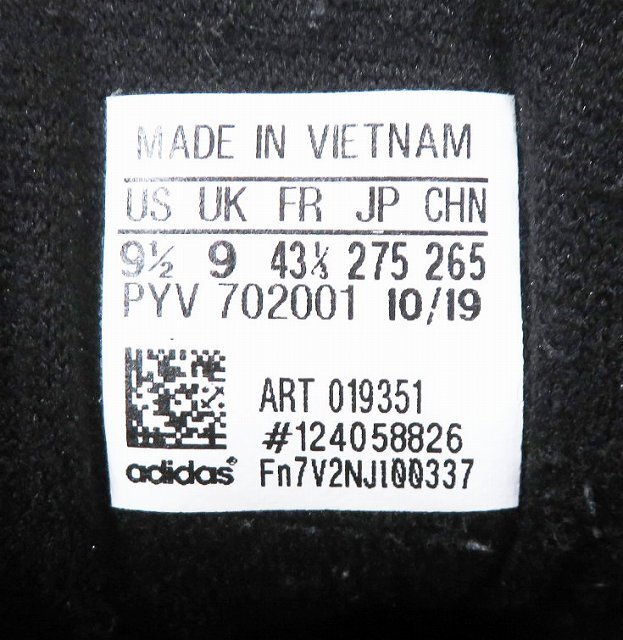 MADE IN VIETNAM
US UK FR JP CHN
9½ 9 43⅓ 275 265
PYV 702001 10/19
ART 019351
#124058826
adidas® Fn7V2NJl00337